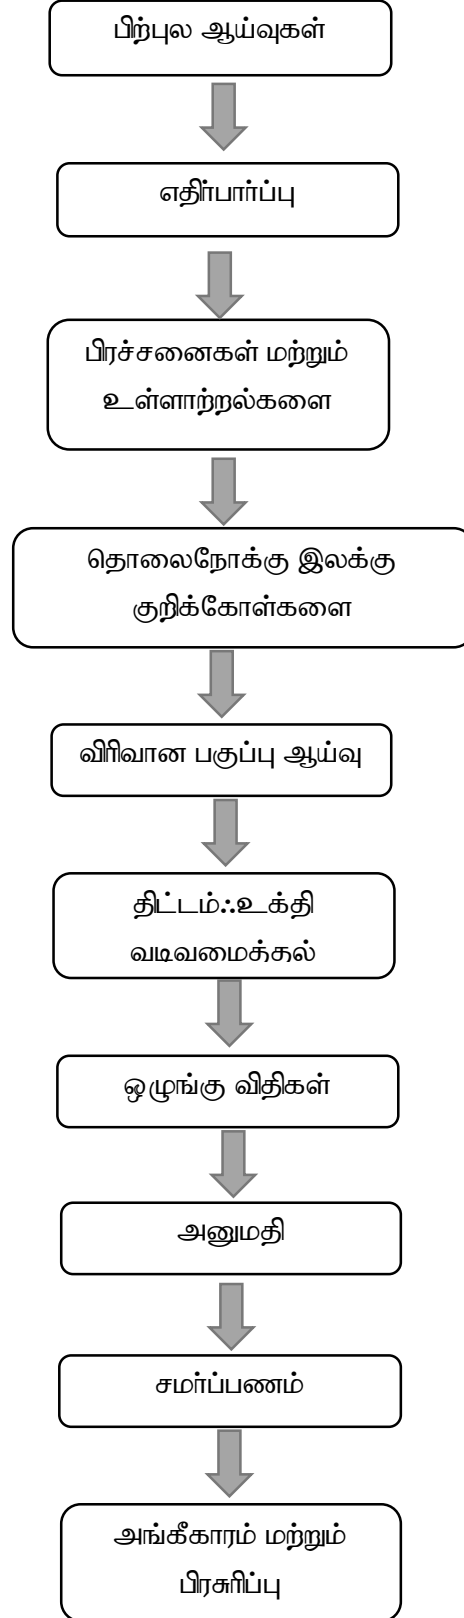 பிற்புல ஆய்வுகள்
எதிர்பார்ப்பு
பிரச்சனைகள் மற்றும்
உள்ளாற்றல்களை
தொலைநோக்கு இலக்கு
குறிக்கோள்களை
விரிவான பகுப்பு ஆய்வு
திட்டம்ஃஉக்தி
வடிவமைக்கல்
ஒழுங்கு விதிகள்
அனுமதி
சமர்ப்பணம்
அங்கீகாரம் மற்றும்
பிரசுரிப்பு